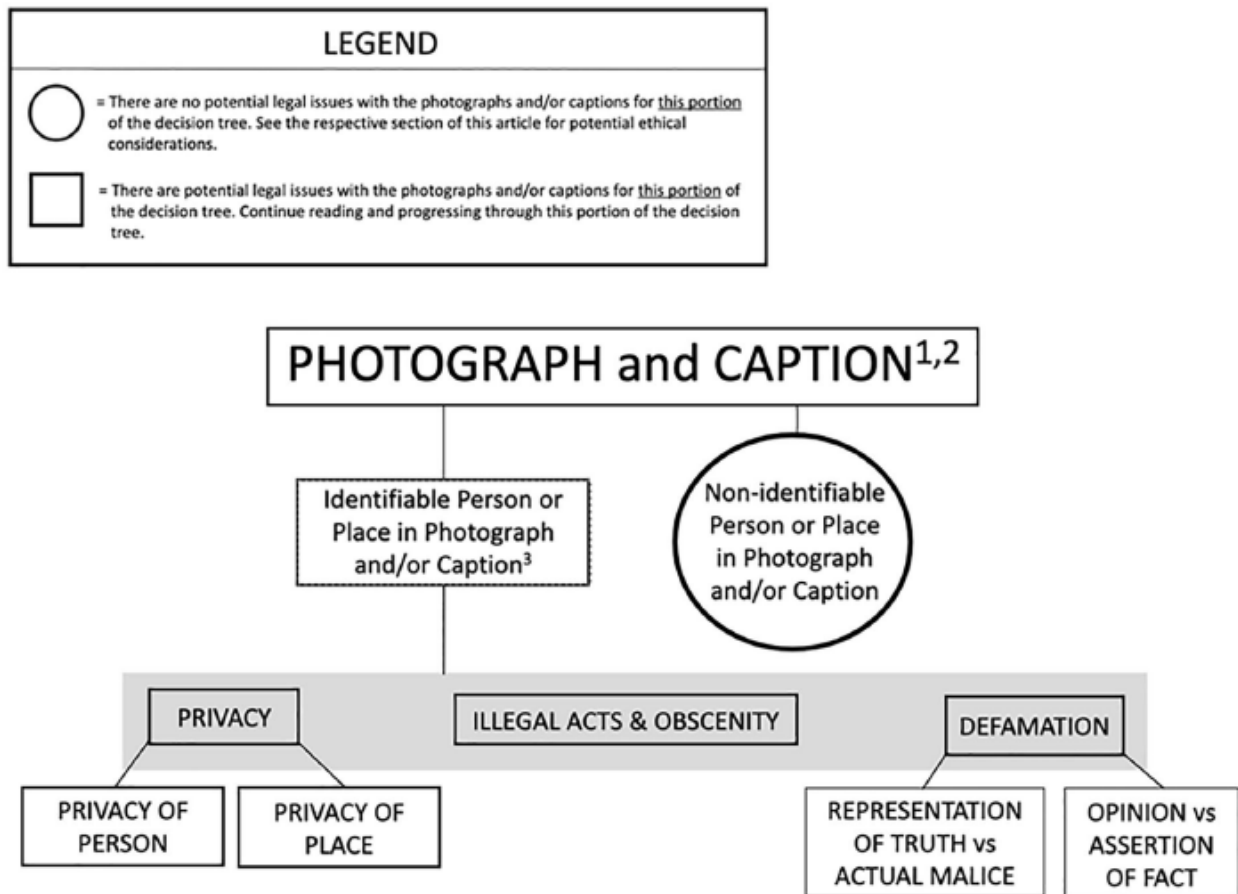 LEGEND
= There are no potential legal issues with the photographs and/or captions for this portion
of the decision tree. See the respective section of this article for potential ethical
considerations.
= There are potential legal issues with the photographs and/or captions for this portion of
the decision tree. Continue reading and progressing through this portion of the decision
tree.
PHOTOGRAPH and CAPTION1,2
Identifiable Person or
Place in Photograph
and/or Caption3
Non-identifiable
Person or Place
in Photograph
and/or Caption
PRIVACY
ILLEGAL ACTS & OBSCENITY
DEFAMATION
PRIVACY OF
PERSON
PRIVACY OF
PLACE
REPRESENTATION
OF TRUTH vs
ACTUAL MALICE
OPINION vs
ASSERTION
OF FACT